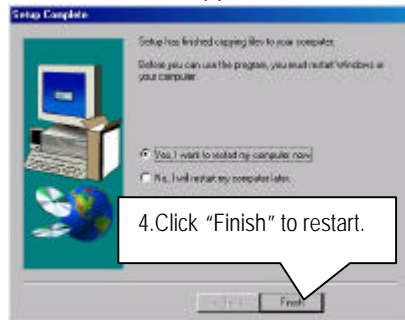 Setup Complete
Setup has finished copying files to your computer.
Before you can use the program, you must restart Windows or
your computer.
Yes, I want to restart my computer now.
No, I will restart my computer later.
4.Click “Finish” to restart.
Finish